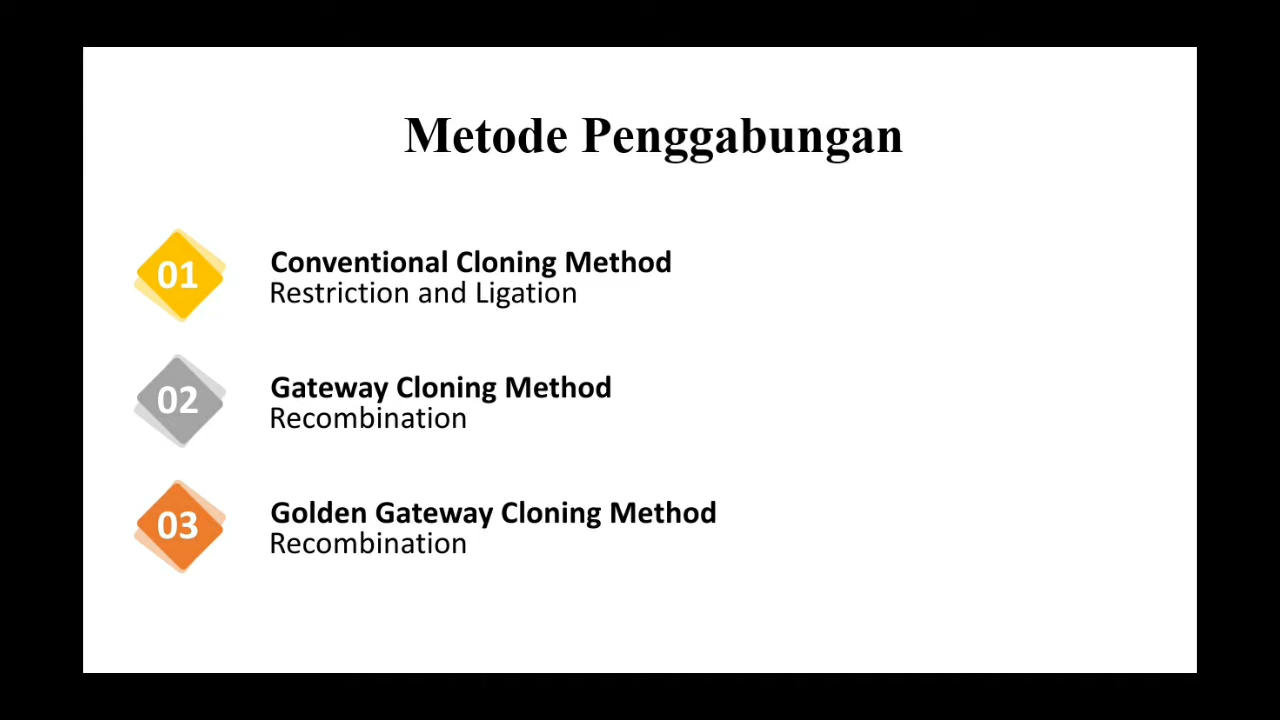 Metode Penggabungan
01
Conventional Cloning Method
Restriction and Ligation
02
Gateway Cloning Method
Recombination
03
Golden Gateway Cloning Method
Recombination